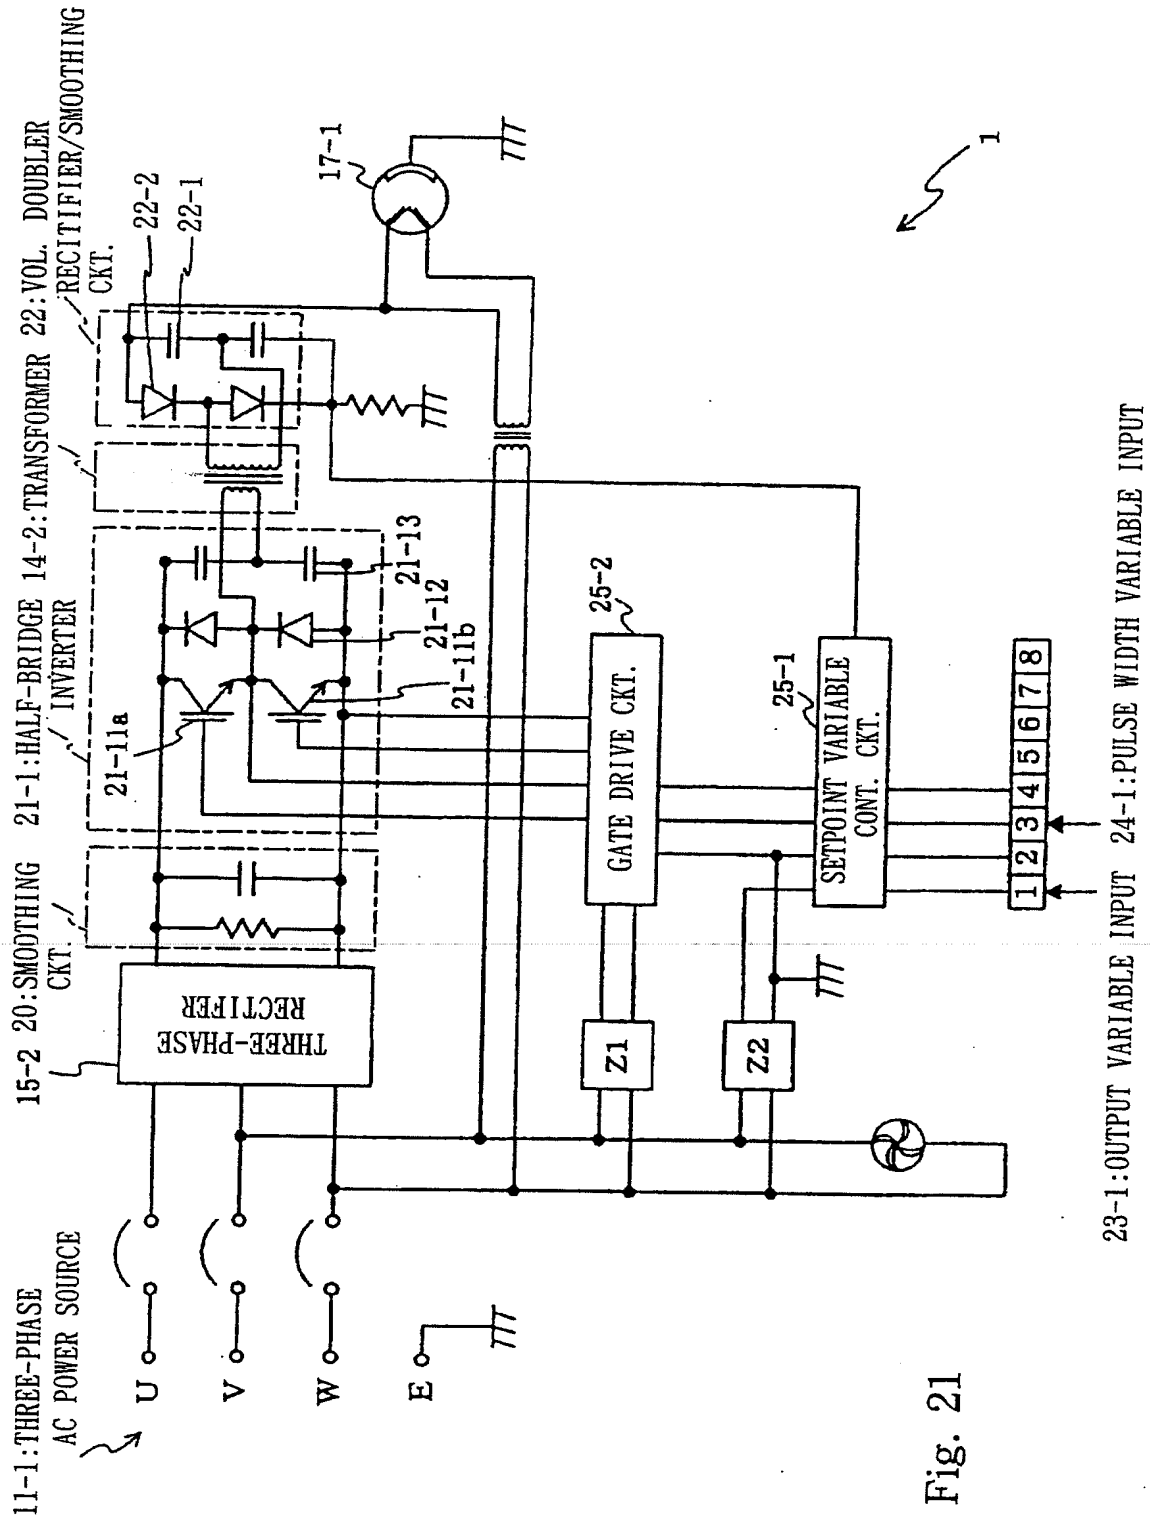 11-1:THREE-PHASE
AC POWER SOURCE
15-2
20:SMOOTHING
CKT.
21-1:HALF-BRIDGE
INVERTER
14-2:TRANSFORMER
22:VOL. DOUBLER
RECITIFIER/SMOOTHING
CKT.
22-2
22-1
17-1
21-11a
21-13
21-12
21-11b
THREE-PHASE
RECTIFER
U
V
W
E
25-2
GATE DRIVE CKT.
25-1
SETPOINT VARIABLE
CONT. CKT.
Z1
Z2
1 2 3 4 5 6 7 8
23-1:OUTPUT VARIABLE INPUT
24-1:PULSE WIDTH VARIABLE INPUT
1
Fig. 21